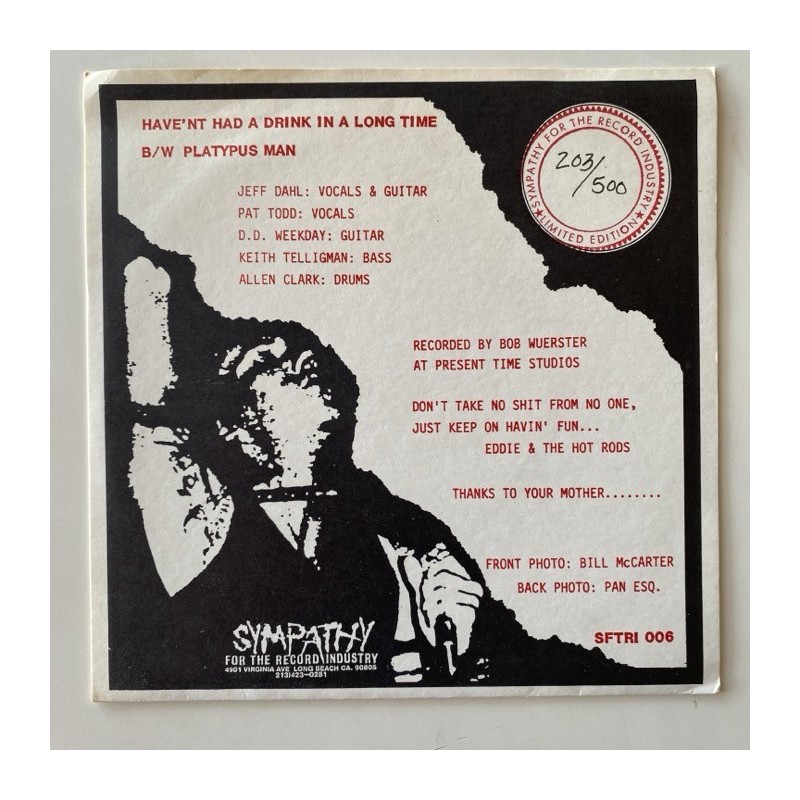 HAVE'NT HAD A DRINK IN A LONG TIME
B/W PLATYPUS MAN
SYMPATHY FOR THE RECORD INDUSTRY
203/500
LIMITED EDITION
JEFF DAHL: VOCALS & GUITAR
PAT TODD: VOCALS
D.D. WEEKDAY: GUITAR
KEITH TELLIGMAN: BASS
ALLEN CLARK: DRUMS
RECORDED BY BOB WUERSTER
AT PRESENT TIME STUDIOS
DON'T TAKE NO SHIT FROM NO ONE,
JUST KEEP ON HAVIN' FUN...
EDDIE & THE HOT RODS
THANKS TO YOUR MOTHER........
FRONT PHOTO: BILL McCARTER
BACK PHOTO: PAN ESQ.
SFTRI 006
SYMPATHY
FOR THE RECORD INDUSTRY
4901 VIRGINIA AVE LONG BEACH CA. 90805
213)423-0281